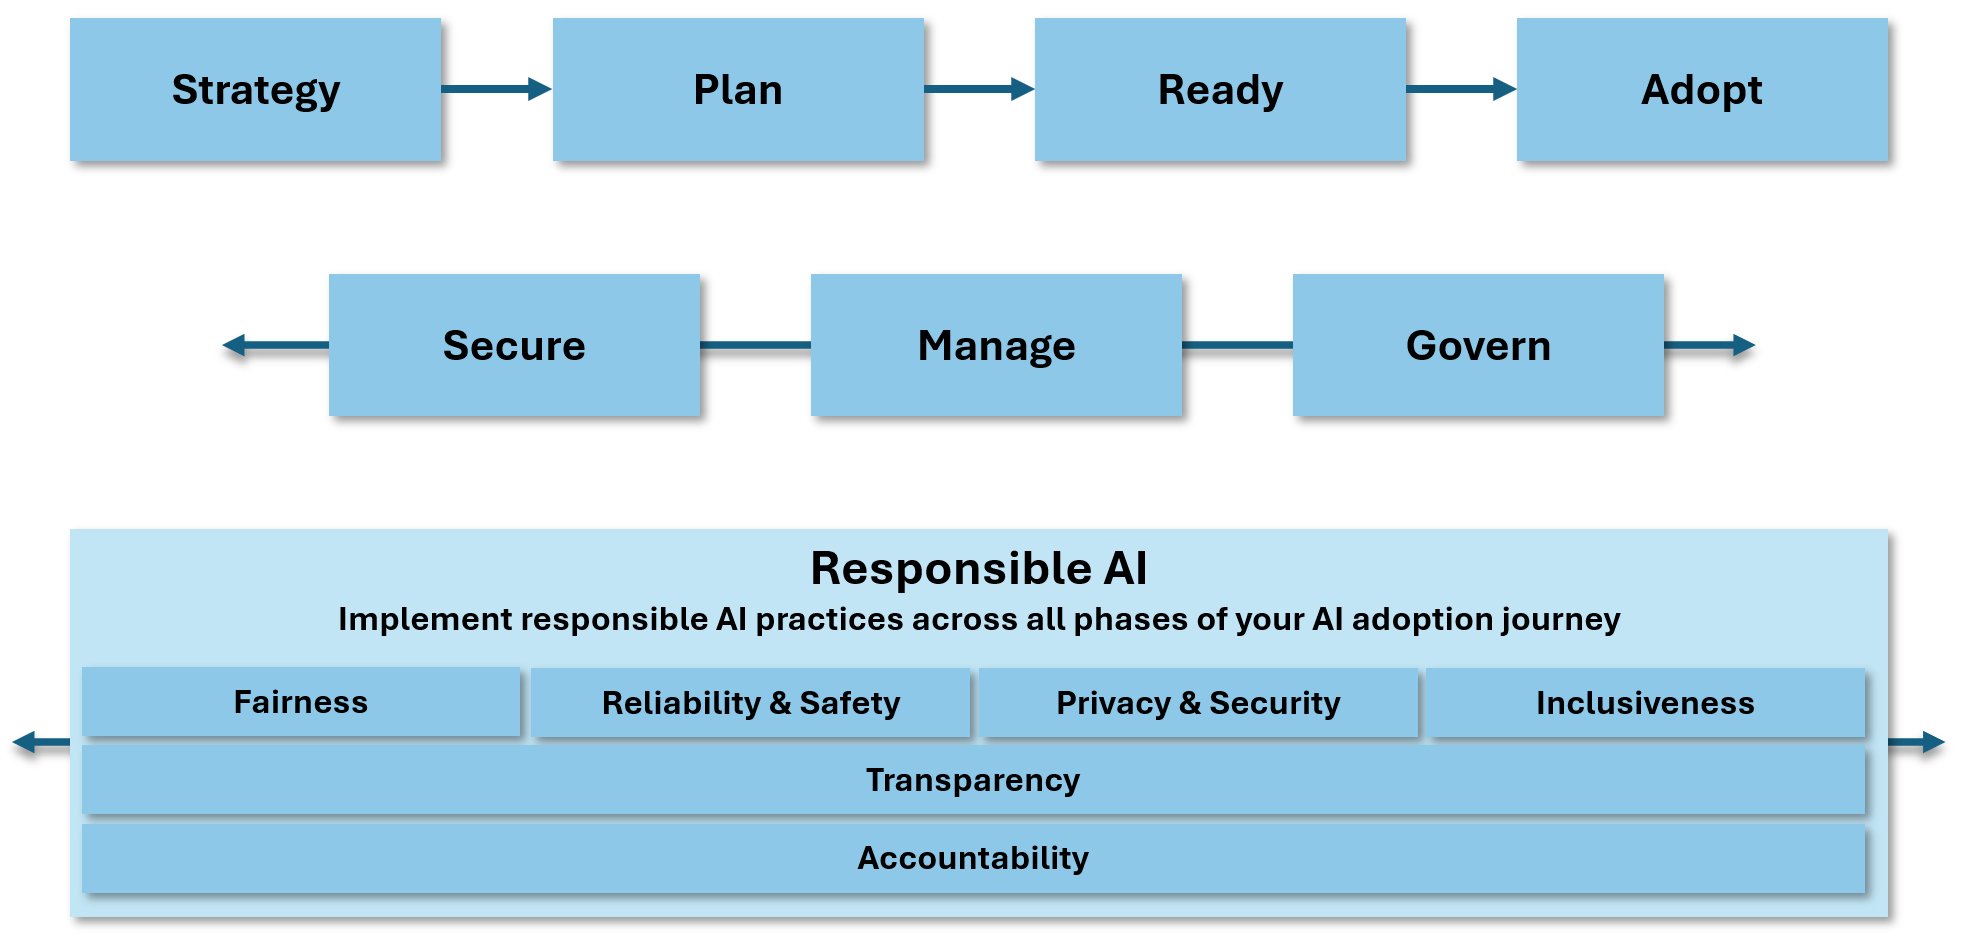 Strategy
Plan
Ready
Adopt
Secure
Manage
Govern
Responsible AI
Implement responsible AI practices across all phases of your AI adoption journey
Fairness
Reliability & Safety
Privacy & Security
Inclusiveness
Transparency
Accountability